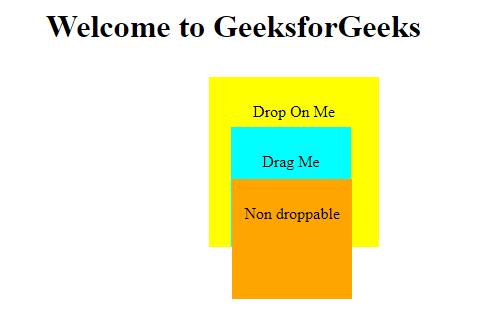 Welcome to GeeksforGeeks
Drop On Me
Drag Me
Non droppable